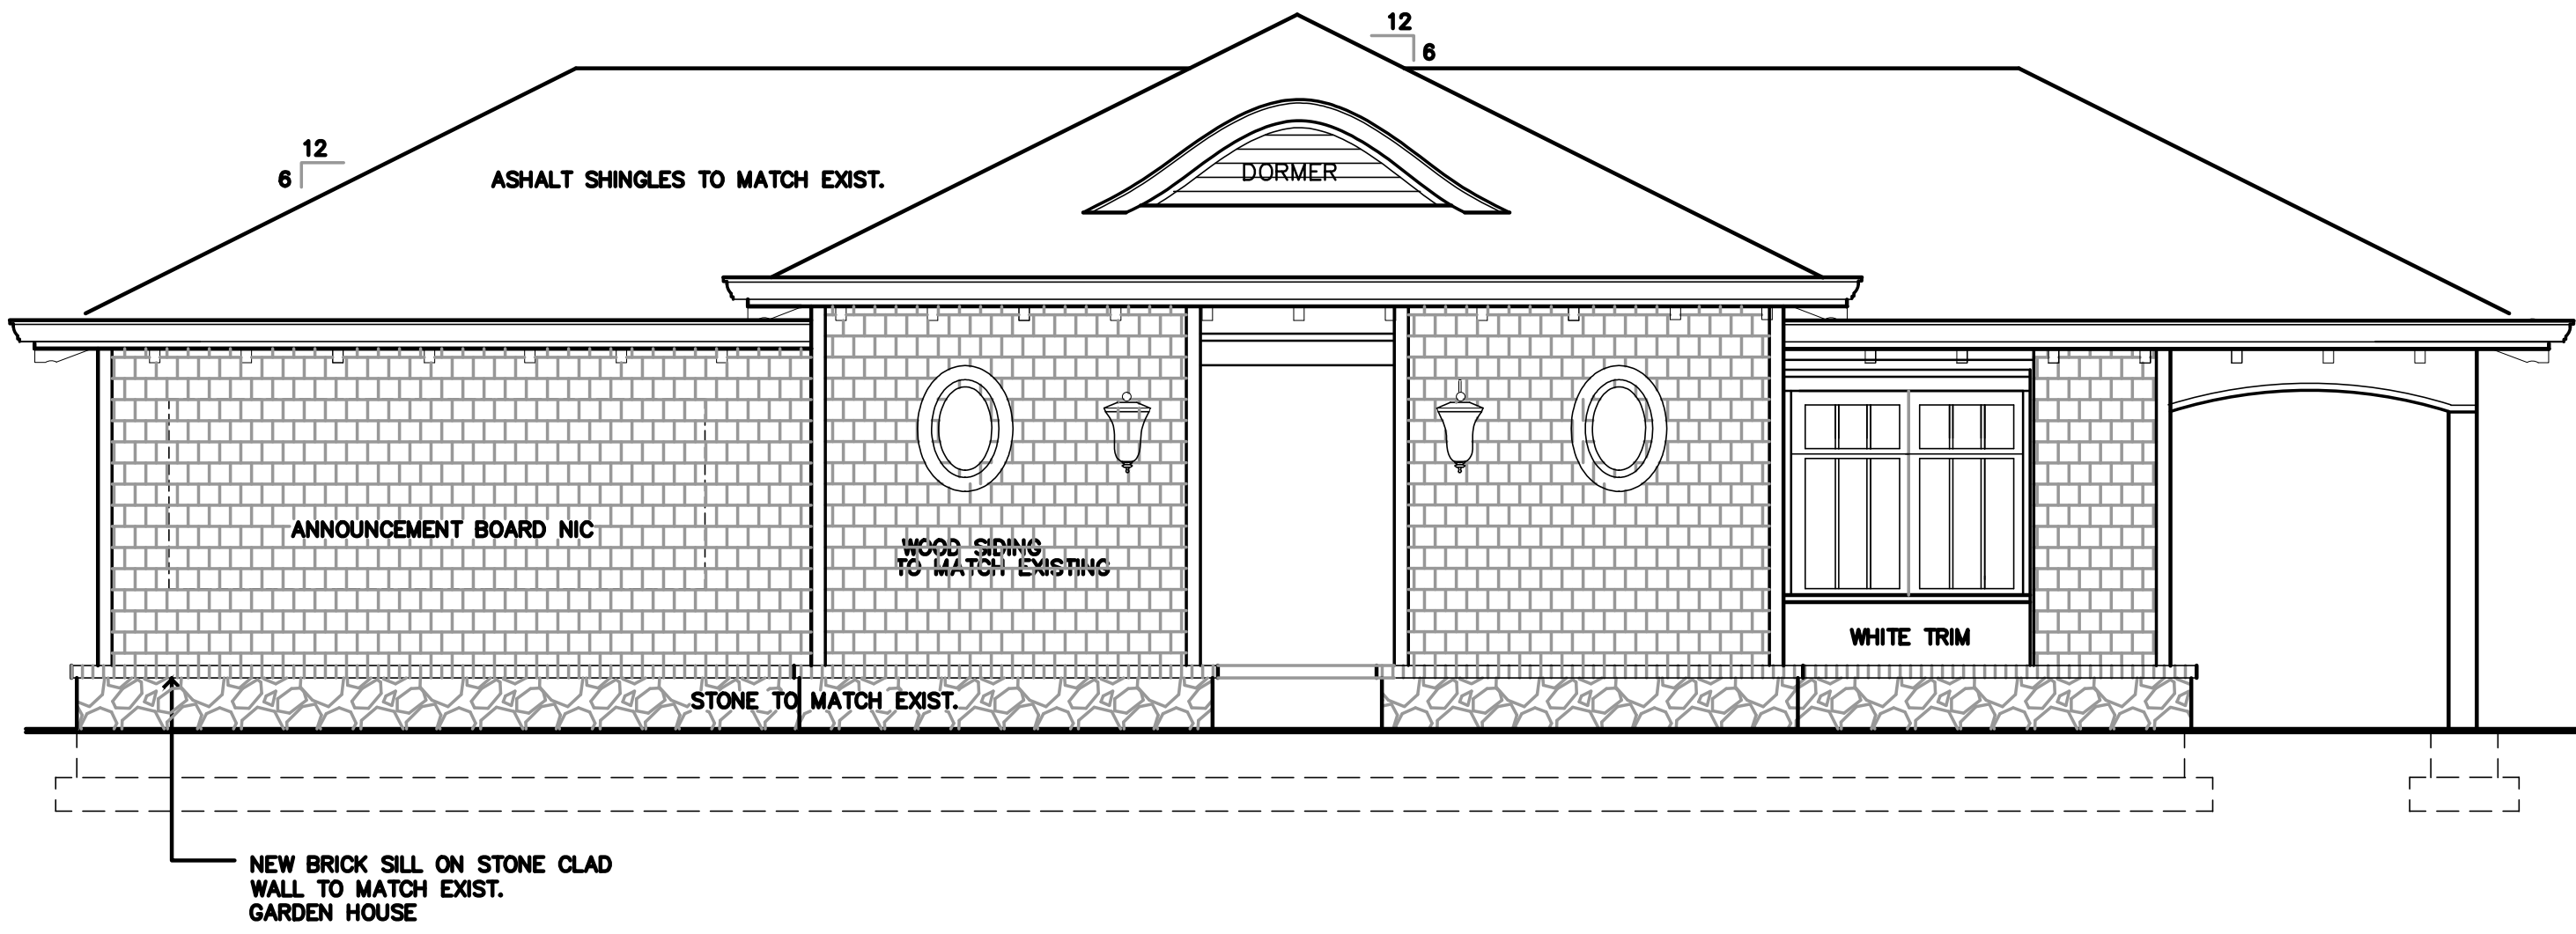 12
6
12
6
ASHALT SHINGLES TO MATCH EXIST.
DORMER
ANNOUNCEMENT BOARD NIC
WOOD SIDING
TO MATCH EXISTING
WHITE TRIM
STONE TO MATCH EXIST.
NEW BRICK SILL ON STONE CLAD
WALL TO MATCH EXIST.
GARDEN HOUSE